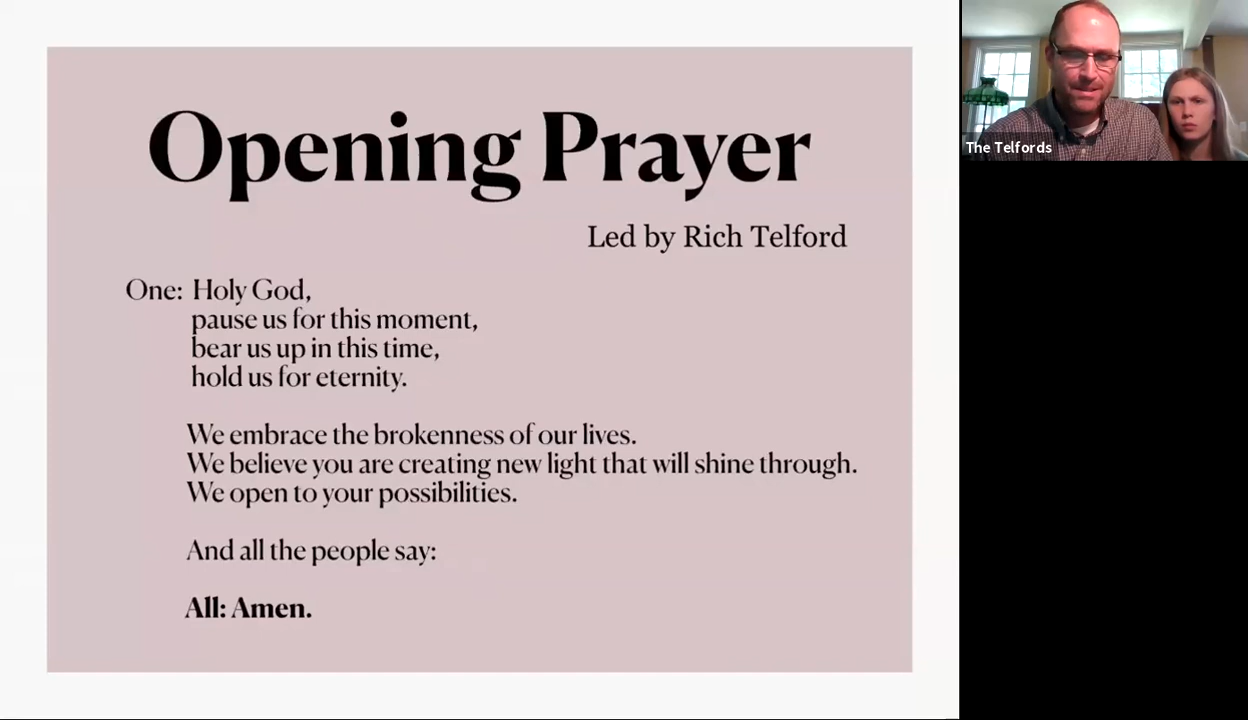 Opening Prayer
Led by Rich Telford
One: Holy God,
pause us for this moment,
bear us up in this time,
hold us for eternity.
We embrace the brokenness of our lives.
We believe you are creating new light that will shine through.
We open to your possibilities.
And all the people say:
All: Amen.
The Telfords